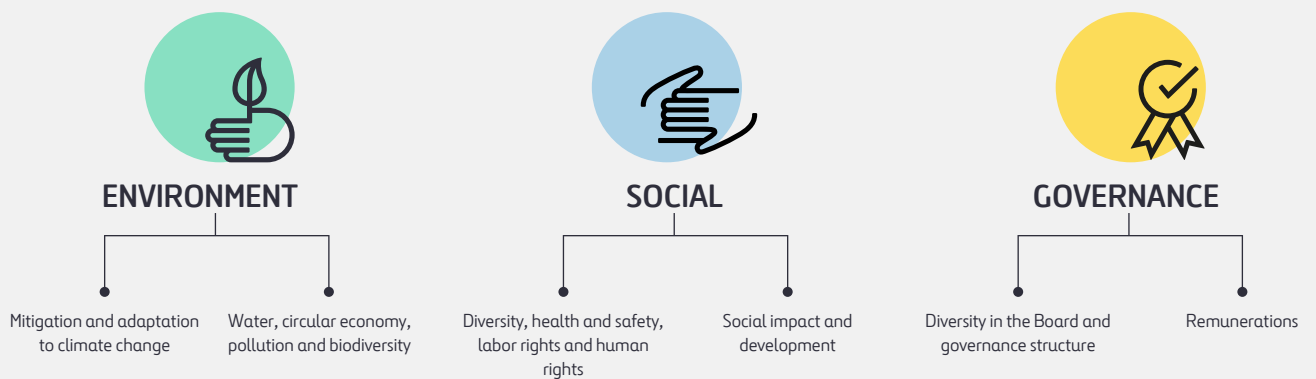 ENVIRONMENT
Mitigation and adaptation
to climate change
Water, circular economy,
pollution and biodiversity
SOCIAL
Diversity, health and safety,
labor rights and human
rights
Social impact and
development
GOVERNANCE
Diversity in the Board and
governance structure
Remunerations